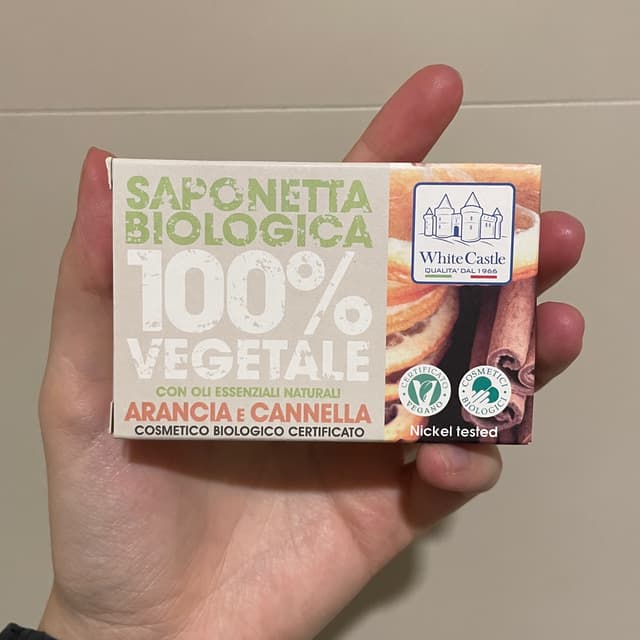 SAPONETTA
BIOLOGICA
100%
VEGETALE
CON OLI ESSENZIALI NATURALI
ARANCIA E CANNELLA
COSMETICO BIOLOGICO CERTIFICATO
White Castle
QUALITA' DAL 1966
CERTIFICATO
VEGANO
COSMETICI
BIOLOGICI
Nickel tested